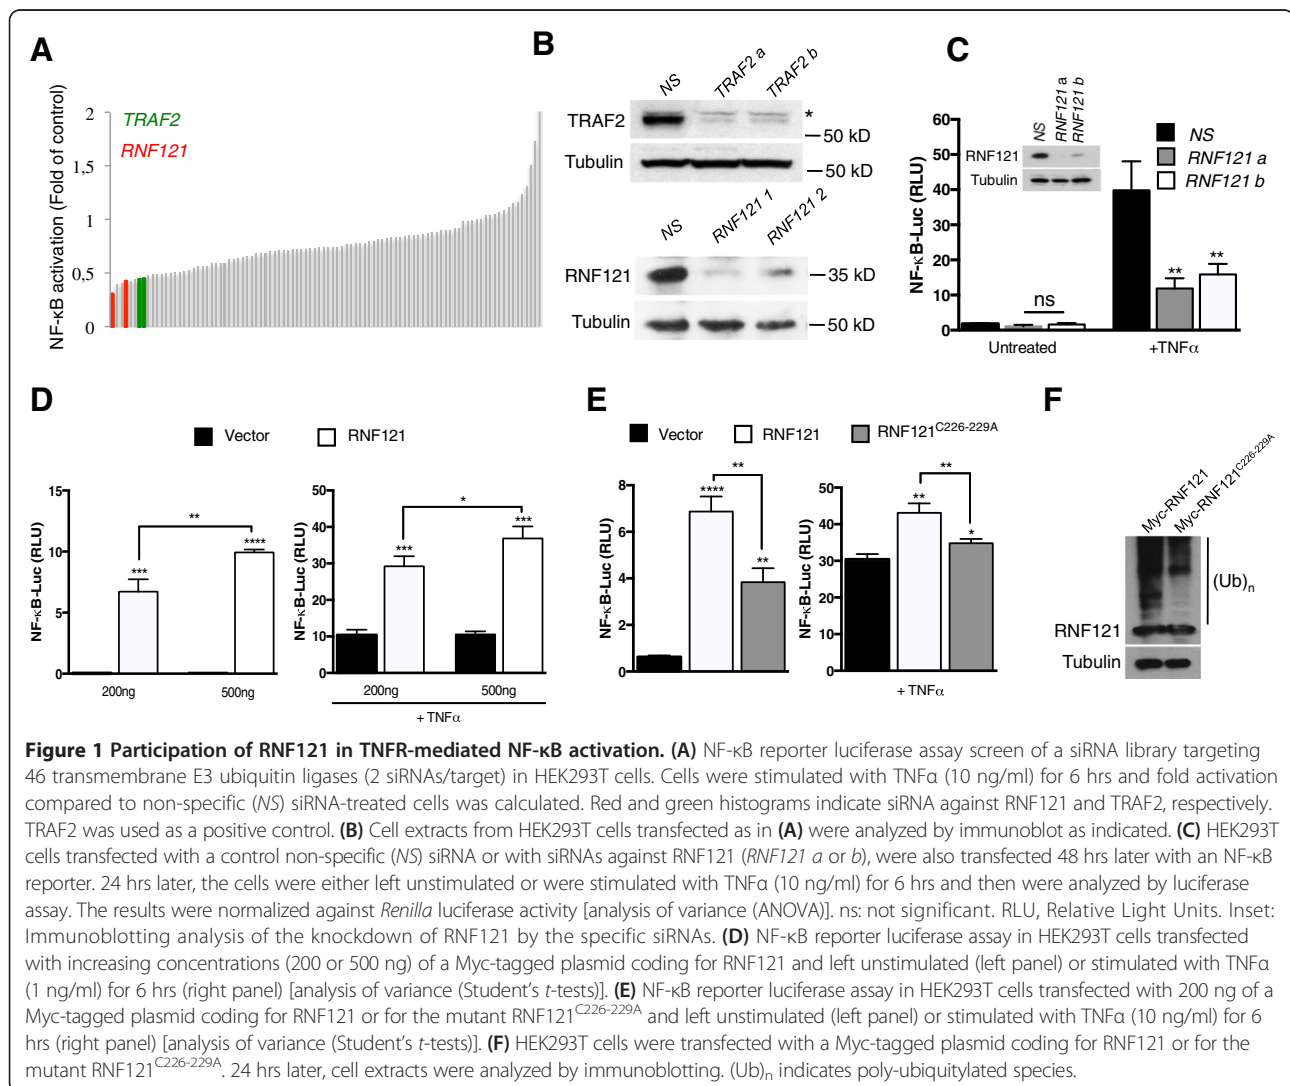 A
NF-κB activation (Fold of control)
2
1,5
1
0,5
0
TRAF2
RNF121
B
NS
TRAF2 a
TRAF2 b
TRAF2
*
50 kD
Tubulin
50 kD
NS
RNF121 1
RNF121 2
RNF121
35 kD
Tubulin
50 kD
C
NF-κB-Luc (RLU)
60
50
40
30
20
10
0
NS
RNF121 a
RNF121 b
RNF121
Tubulin
NS
RNF121 a
RNF121 b
ns
**
**
Untreated
+TNFα
D
Vector
RNF121
NF-κB-Luc (RLU)
15
10
5
0
***
**
****
200ng
500ng
NF-κB-Luc (RLU)
50
40
30
20
10
0
***
*
***
200ng
500ng
+ TNFα
E
Vector
RNF121
RNF121C226-229A
NF-κB-Luc (RLU)
8
6
4
2
0
****
**
**
NF-κB-Luc (RLU)
50
40
30
20
10
0
**
**
*
+ TNFα
F
Myc-RNF121
Myc-RNF121C226-229A
(Ub)n
RNF121
Tubulin
Figure 1 Participation of RNF121 in TNFR-mediated NF-κB activation. (A) NF-κB reporter luciferase assay screen of a siRNA library targeting
46 transmembrane E3 ubiquitin ligases (2 siRNAs/target) in HEK293T cells. Cells were stimulated with TNFα (10 ng/ml) for 6 hrs and fold activation
compared to non-specific (NS) siRNA-treated cells was calculated. Red and green histograms indicate siRNA against RNF121 and TRAF2, respectively.
TRAF2 was used as a positive control. (B) Cell extracts from HEK293T cells transfected as in (A) were analyzed by immunoblot as indicated. (C) HEK293T
cells transfected with a control non-specific (NS) siRNA or with siRNAs against RNF121 (RNF121 a or b), were also transfected 48 hrs later with an NF-κB
reporter. 24 hrs later, the cells were either left unstimulated or were stimulated with TNFα (10 ng/ml) for 6 hrs and then were analyzed by luciferase
assay. The results were normalized against Renilla luciferase activity [analysis of variance (ANOVA)]. ns: not significant. RLU, Relative Light Units. Inset:
Immunoblotting analysis of the knockdown of RNF121 by the specific siRNAs. (D) NF-κB reporter luciferase assay in HEK293T cells transfected
with increasing concentrations (200 or 500 ng) of a Myc-tagged plasmid coding for RNF121 and left unstimulated (left panel) or stimulated with TNFα
(1 ng/ml) for 6 hrs (right panel) [analysis of variance (Student's t-tests)]. (E) NF-κB reporter luciferase assay in HEK293T cells transfected with 200 ng of a
Myc-tagged plasmid coding for RNF121 or for the mutant RNF121C226-229A and left unstimulated (left panel) or stimulated with TNFα (10 ng/ml) for 6
hrs (right panel) [analysis of variance (Student's t-tests)]. (F) HEK293T cells were transfected with a Myc-tagged plasmid coding for RNF121 or for the
mutant RNF121C226-229A. 24 hrs later, cell extracts were analyzed by immunoblotting. (Ub)n indicates poly-ubiquitylated species.